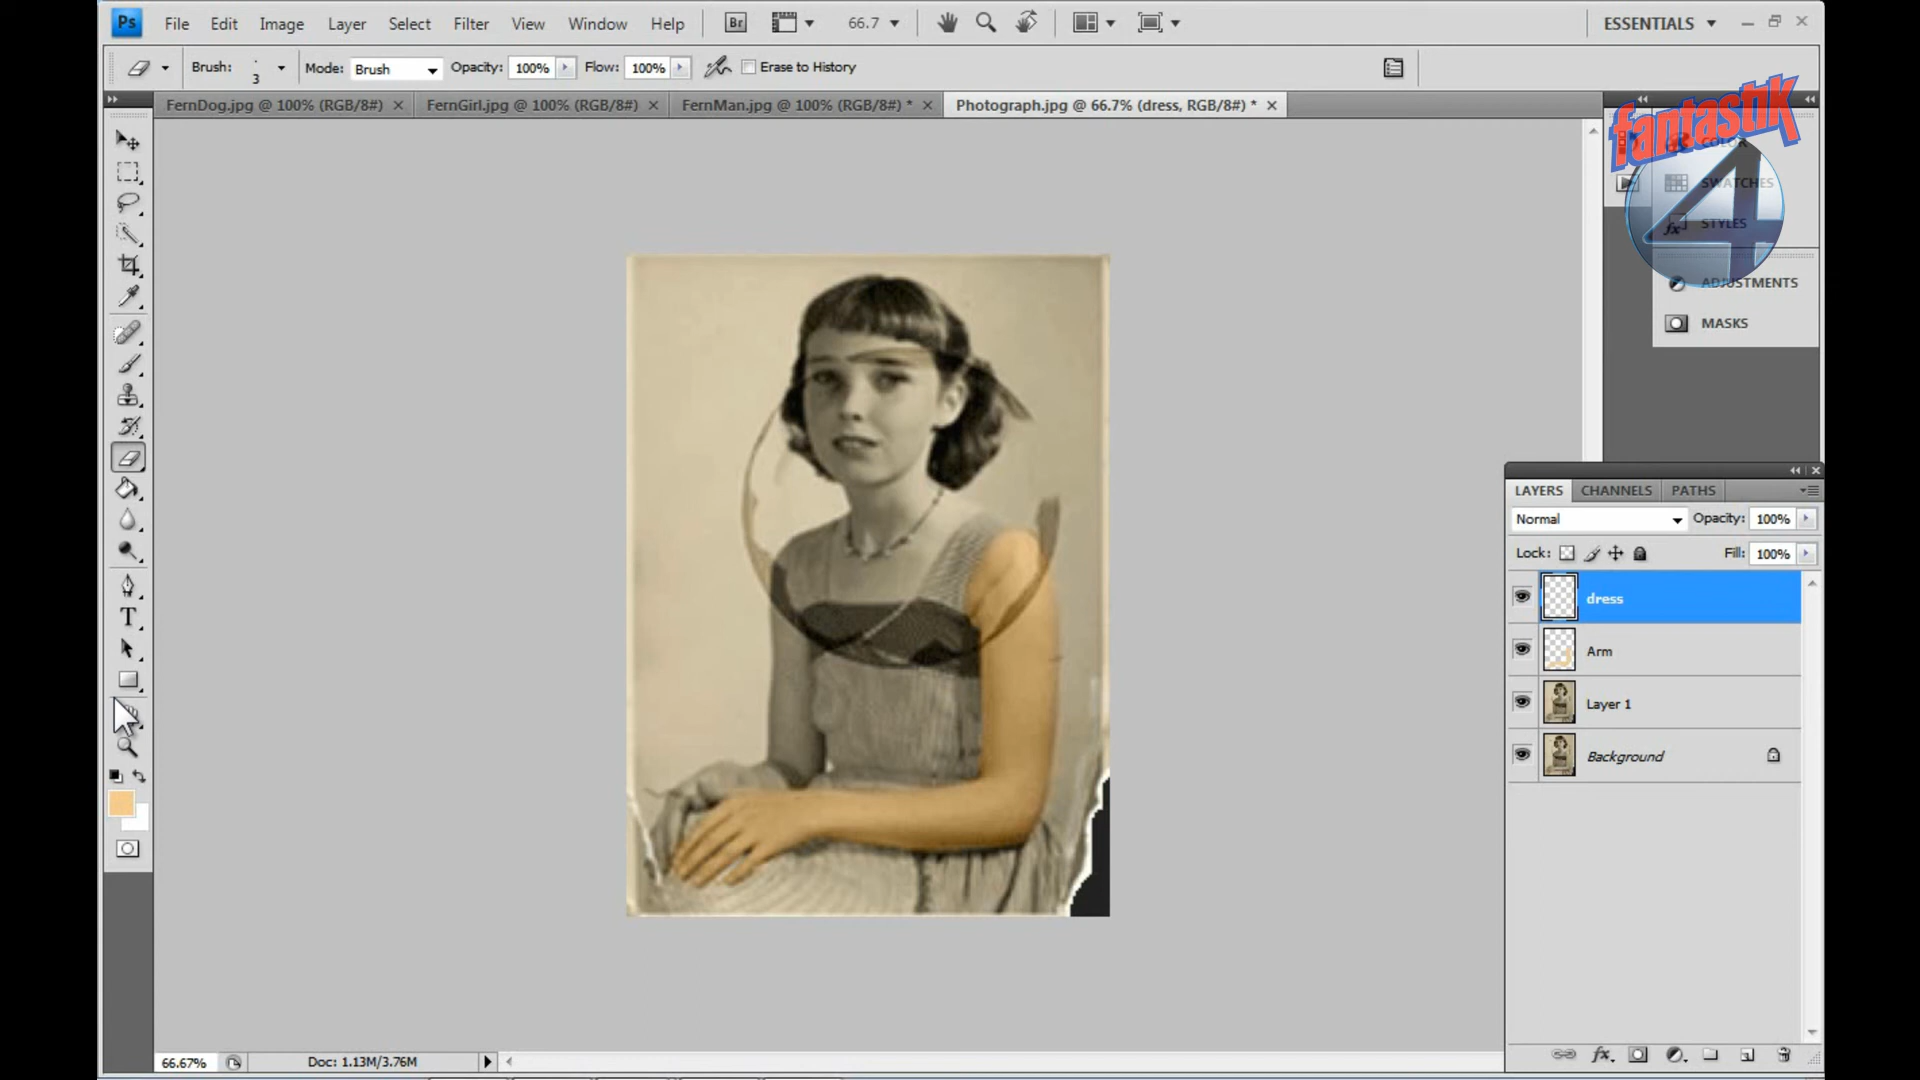 Ps File Edit Image Layer Select Filter View Window Help Br 66.7 ESSENTIALS
Brush: 3 Mode: Brush Opacity: 100% Flow: 100% Erase to History
FernDog.jpg @ 100% (RGB/8#) FernGirl.jpg @ 100% (RGB/8#) FernMan.jpg @ 100% (RGB/8#) * Photograph.jpg @ 66.7% (dress, RGB/8#) *
fantastik
4
COLOR
SWATCHES
STYLES
ADJUSTMENTS
MASKS
LAYERS CHANNELS PATHS
Normal Opacity: 100%
Lock: Fill: 100%
dress
Arm
Layer 1
Background
66.67% Doc: 1.13M/3.76M